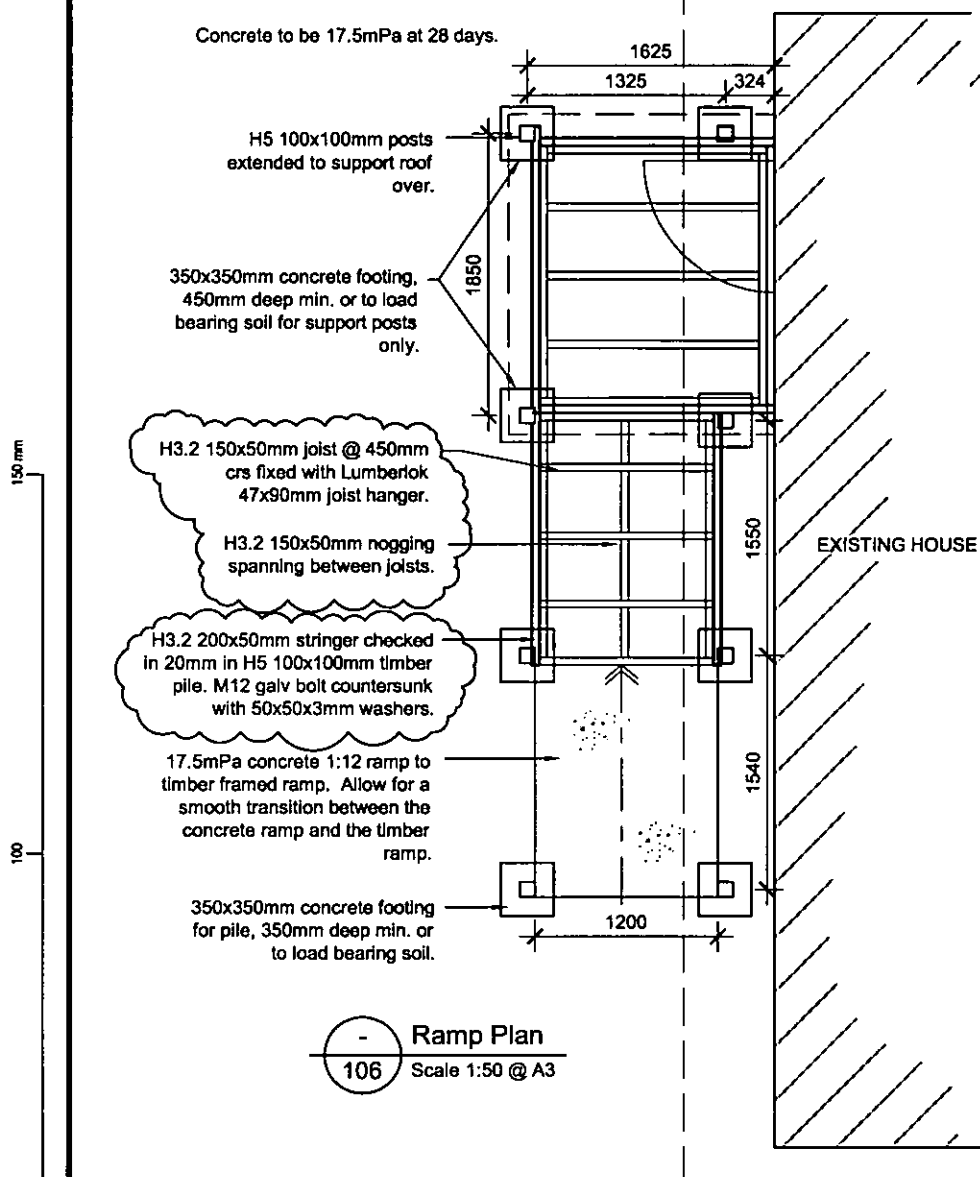 Concrete to be 17.5mPa at 28 days.
1625
1325
324
H5 100x100mm posts
extended to support roof
over.
350x350mm concrete footing,
450mm deep min. or to load
bearing soil for support posts
only.
1850
H3.2 150x50mm joist @ 450mm
crs fixed with Lumberlok
47x90mm joist hanger.
H3.2 150x50mm nogging
spanning between joists.
150 mm
1550
EXISTING HOUSE
H3.2 200x50mm stringer checked
in 20mm in H5 100x100mm timber
pile. M12 galv bolt countersunk
with 50x50x3mm washers.
17.5mPa concrete 1:12 ramp to
timber framed ramp. Allow for a
smooth transition between the
concrete ramp and the timber
ramp.
1540
100
350x350mm concrete footing
for pile, 350mm deep min. or
to load bearing soil.
1200
-
106
Ramp Plan
Scale 1:50 @ A3